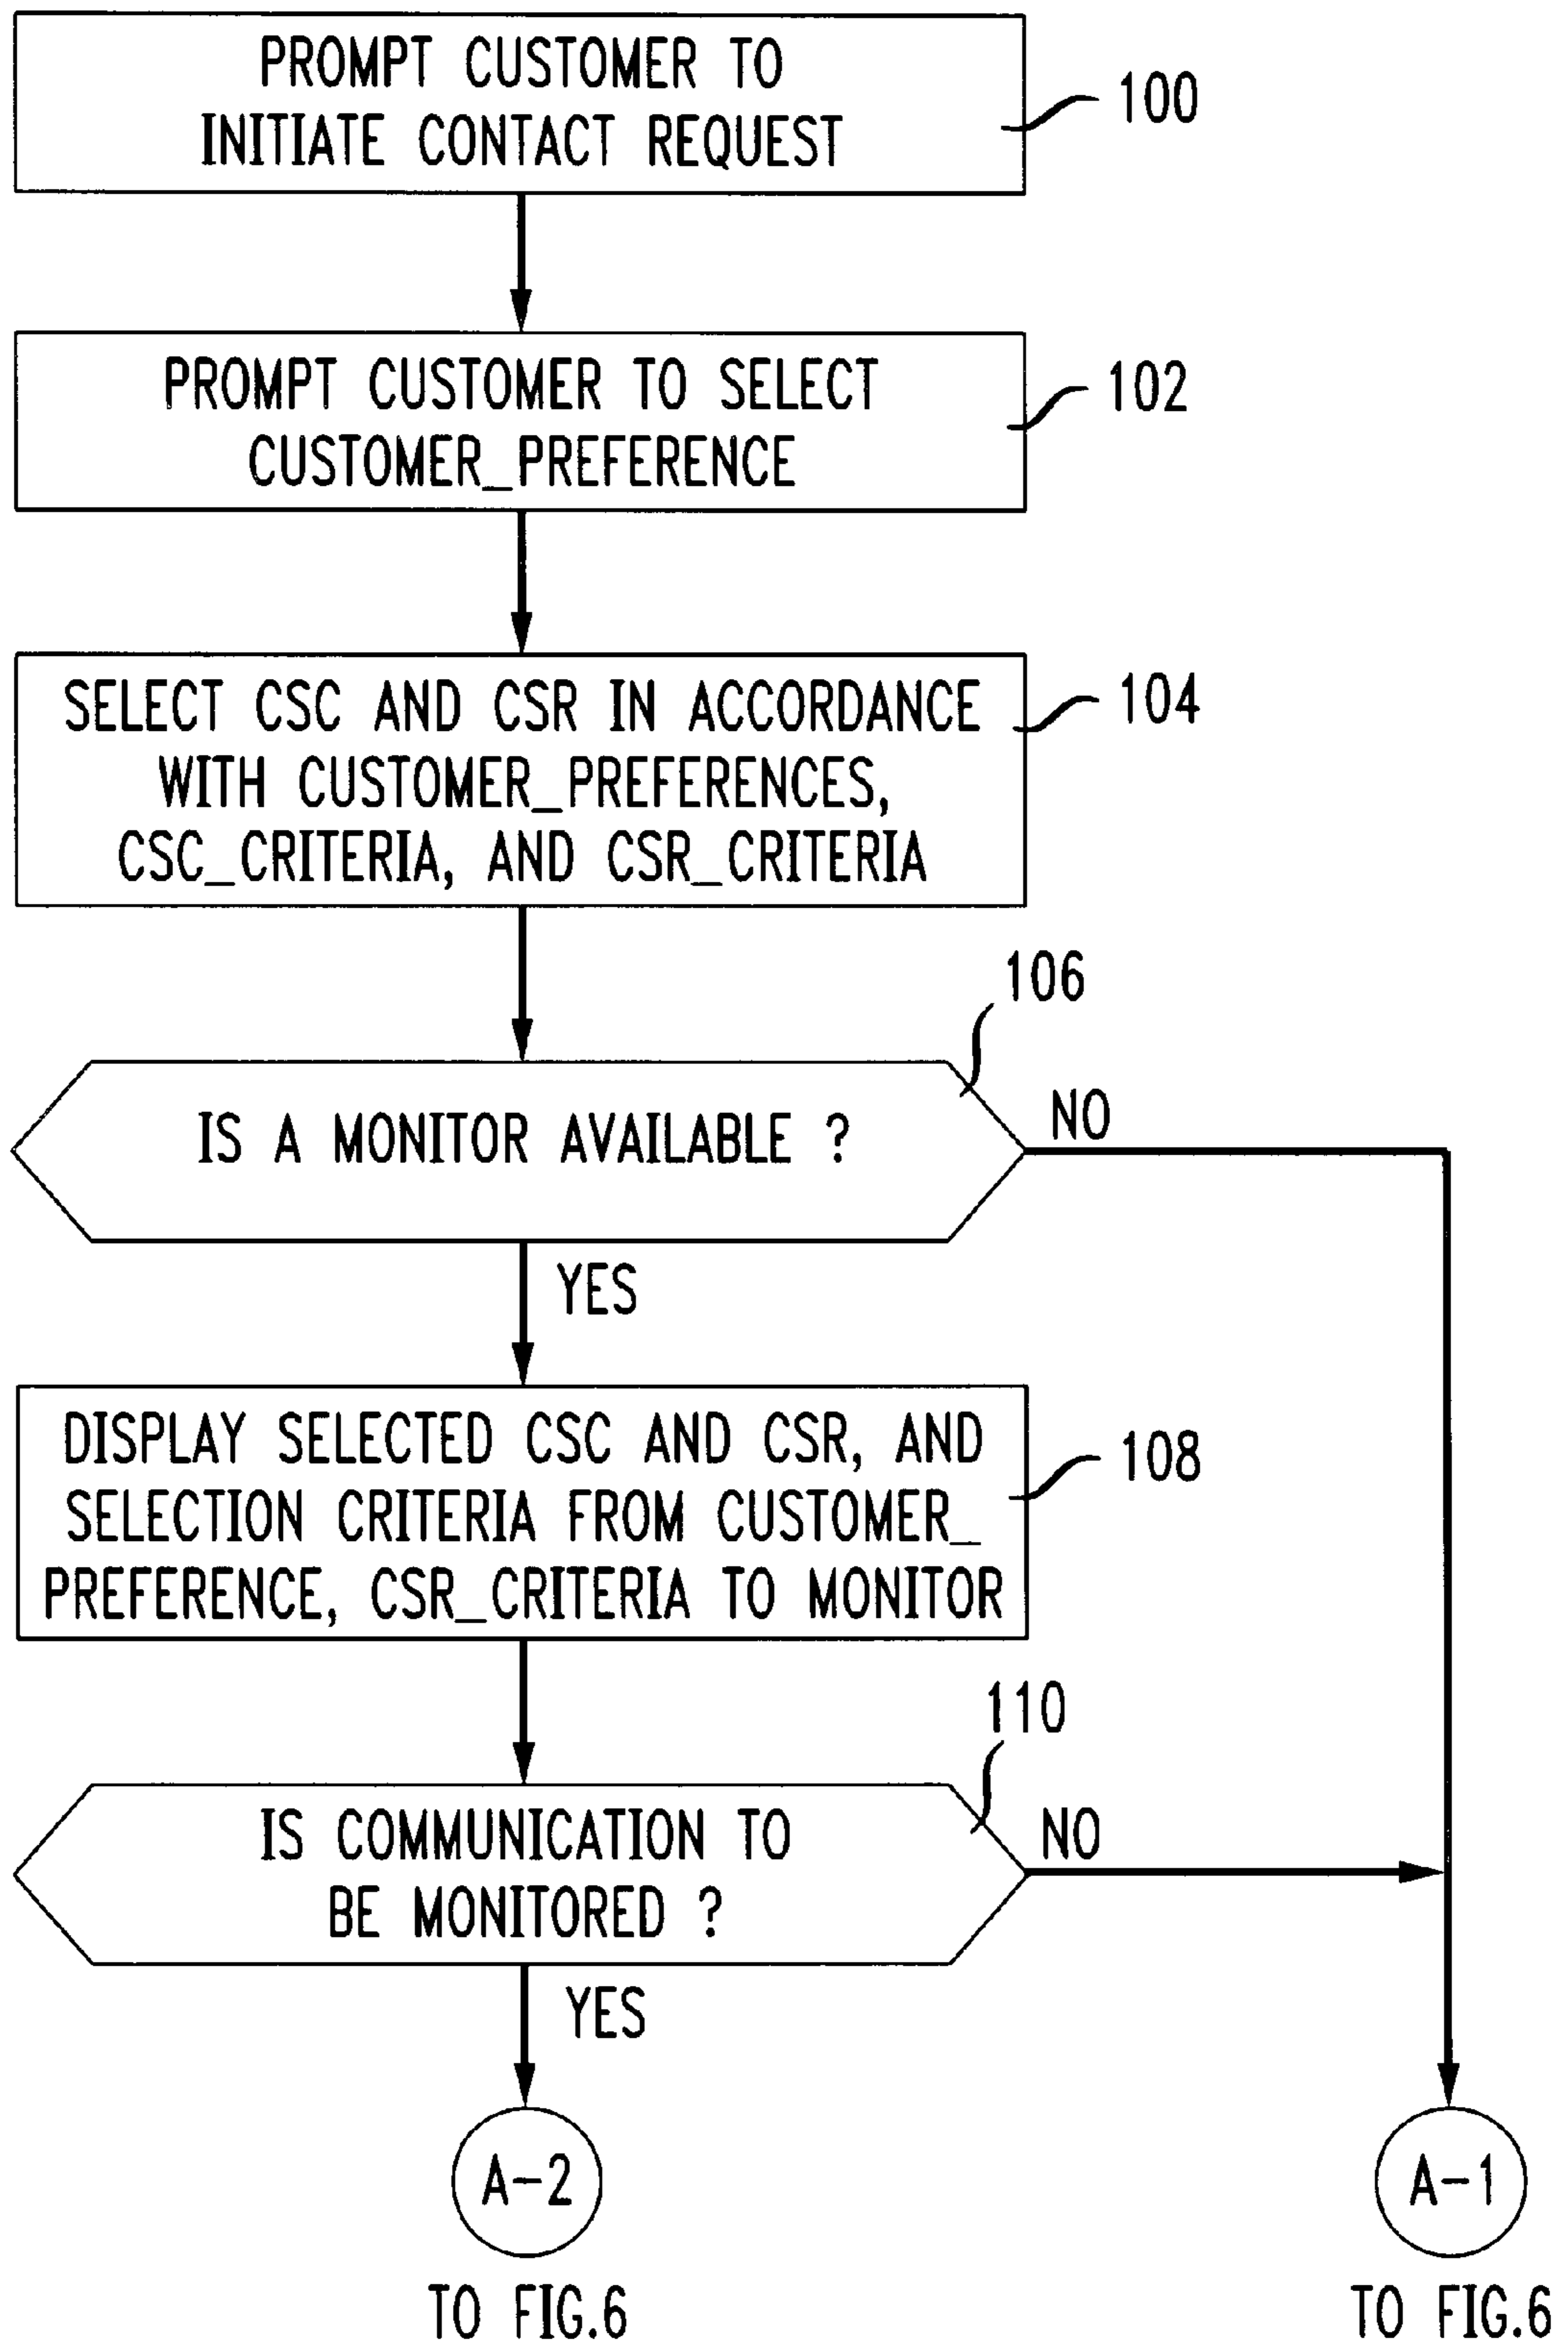 PROMPT CUSTOMER TO
INITIATE CONTACT REQUEST
100
PROMPT CUSTOMER TO SELECT
CUSTOMER_PREFERENCE
102
SELECT CSC AND CSR IN ACCORDANCE
WITH CUSTOMER_PREFERENCES,
CSC_CRITERIA, AND CSR_CRITERIA
104
106
IS A MONITOR AVAILABLE ?
NO
YES
DISPLAY SELECTED CSC AND CSR, AND
SELECTION CRITERIA FROM CUSTOMER_
PREFERENCE, CSR_CRITERIA TO MONITOR
108
110
IS COMMUNICATION TO
BE MONITORED ?
NO
YES
A-2
A-1
TO FIG.6
TO FIG.6